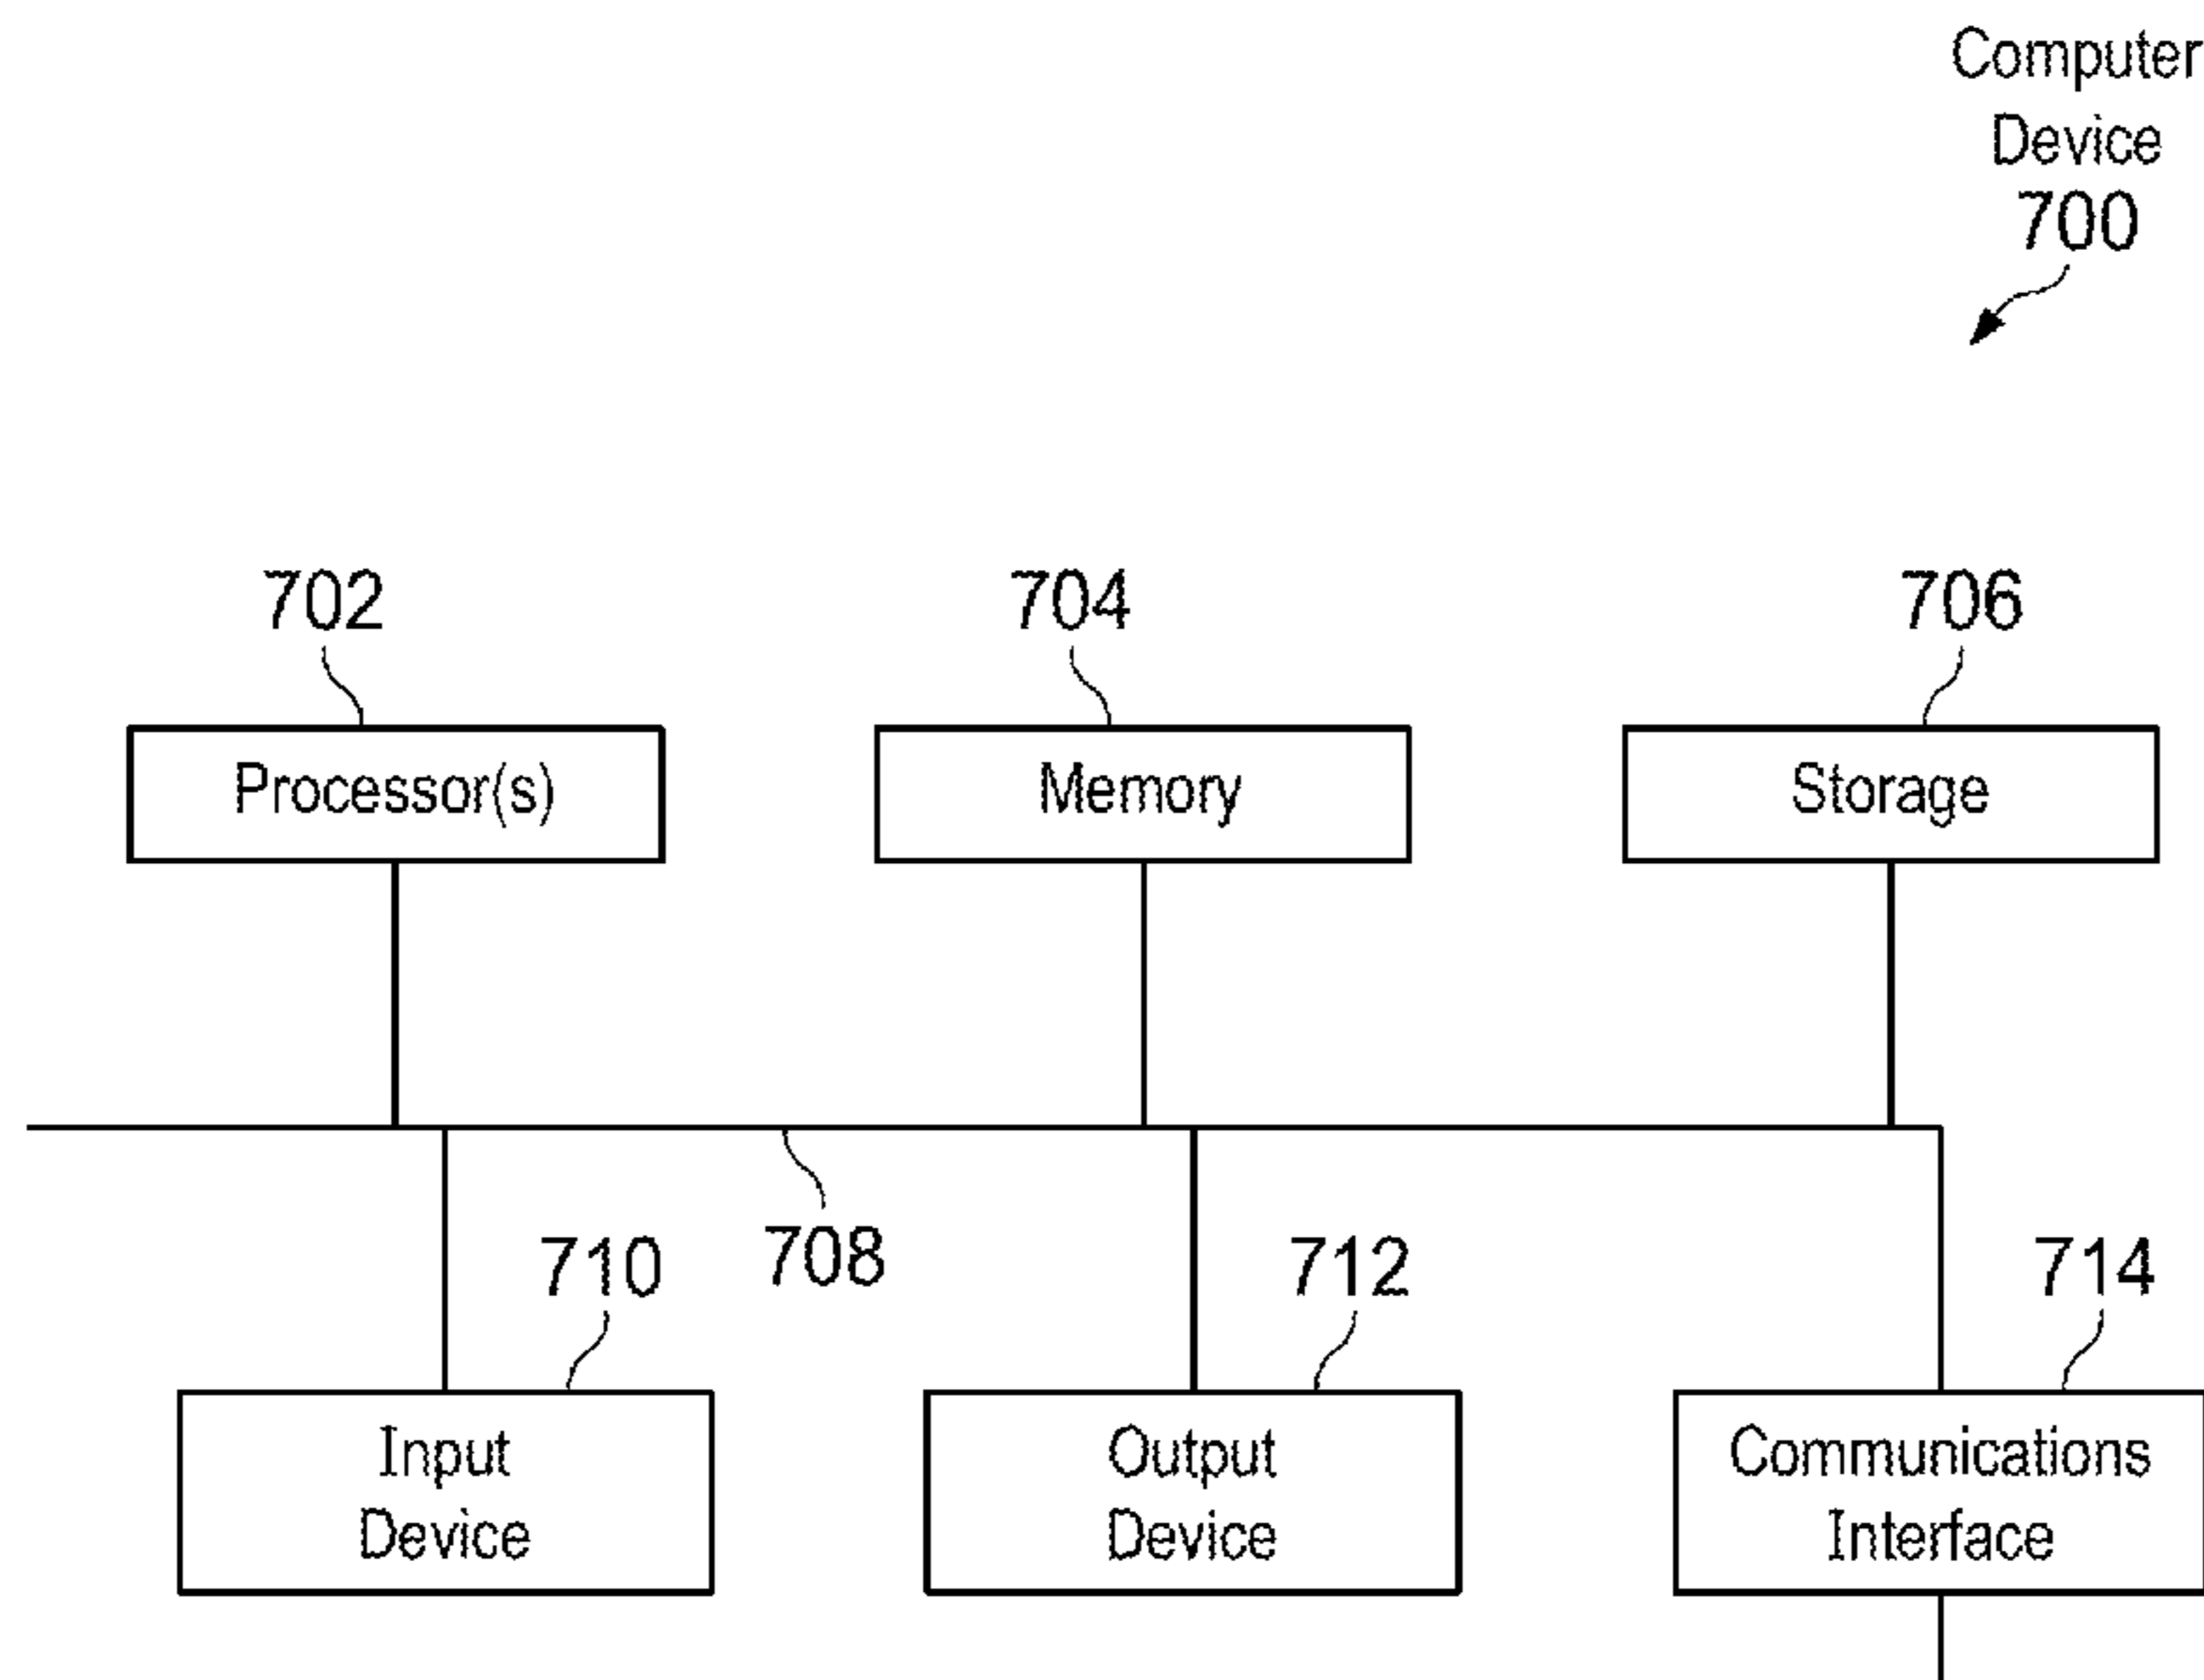 Computer
Device
700
702
704
706
Processor(s)
Memory
Storage
708
710
712
714
Input
Device
Output
Device
Communications
Interface